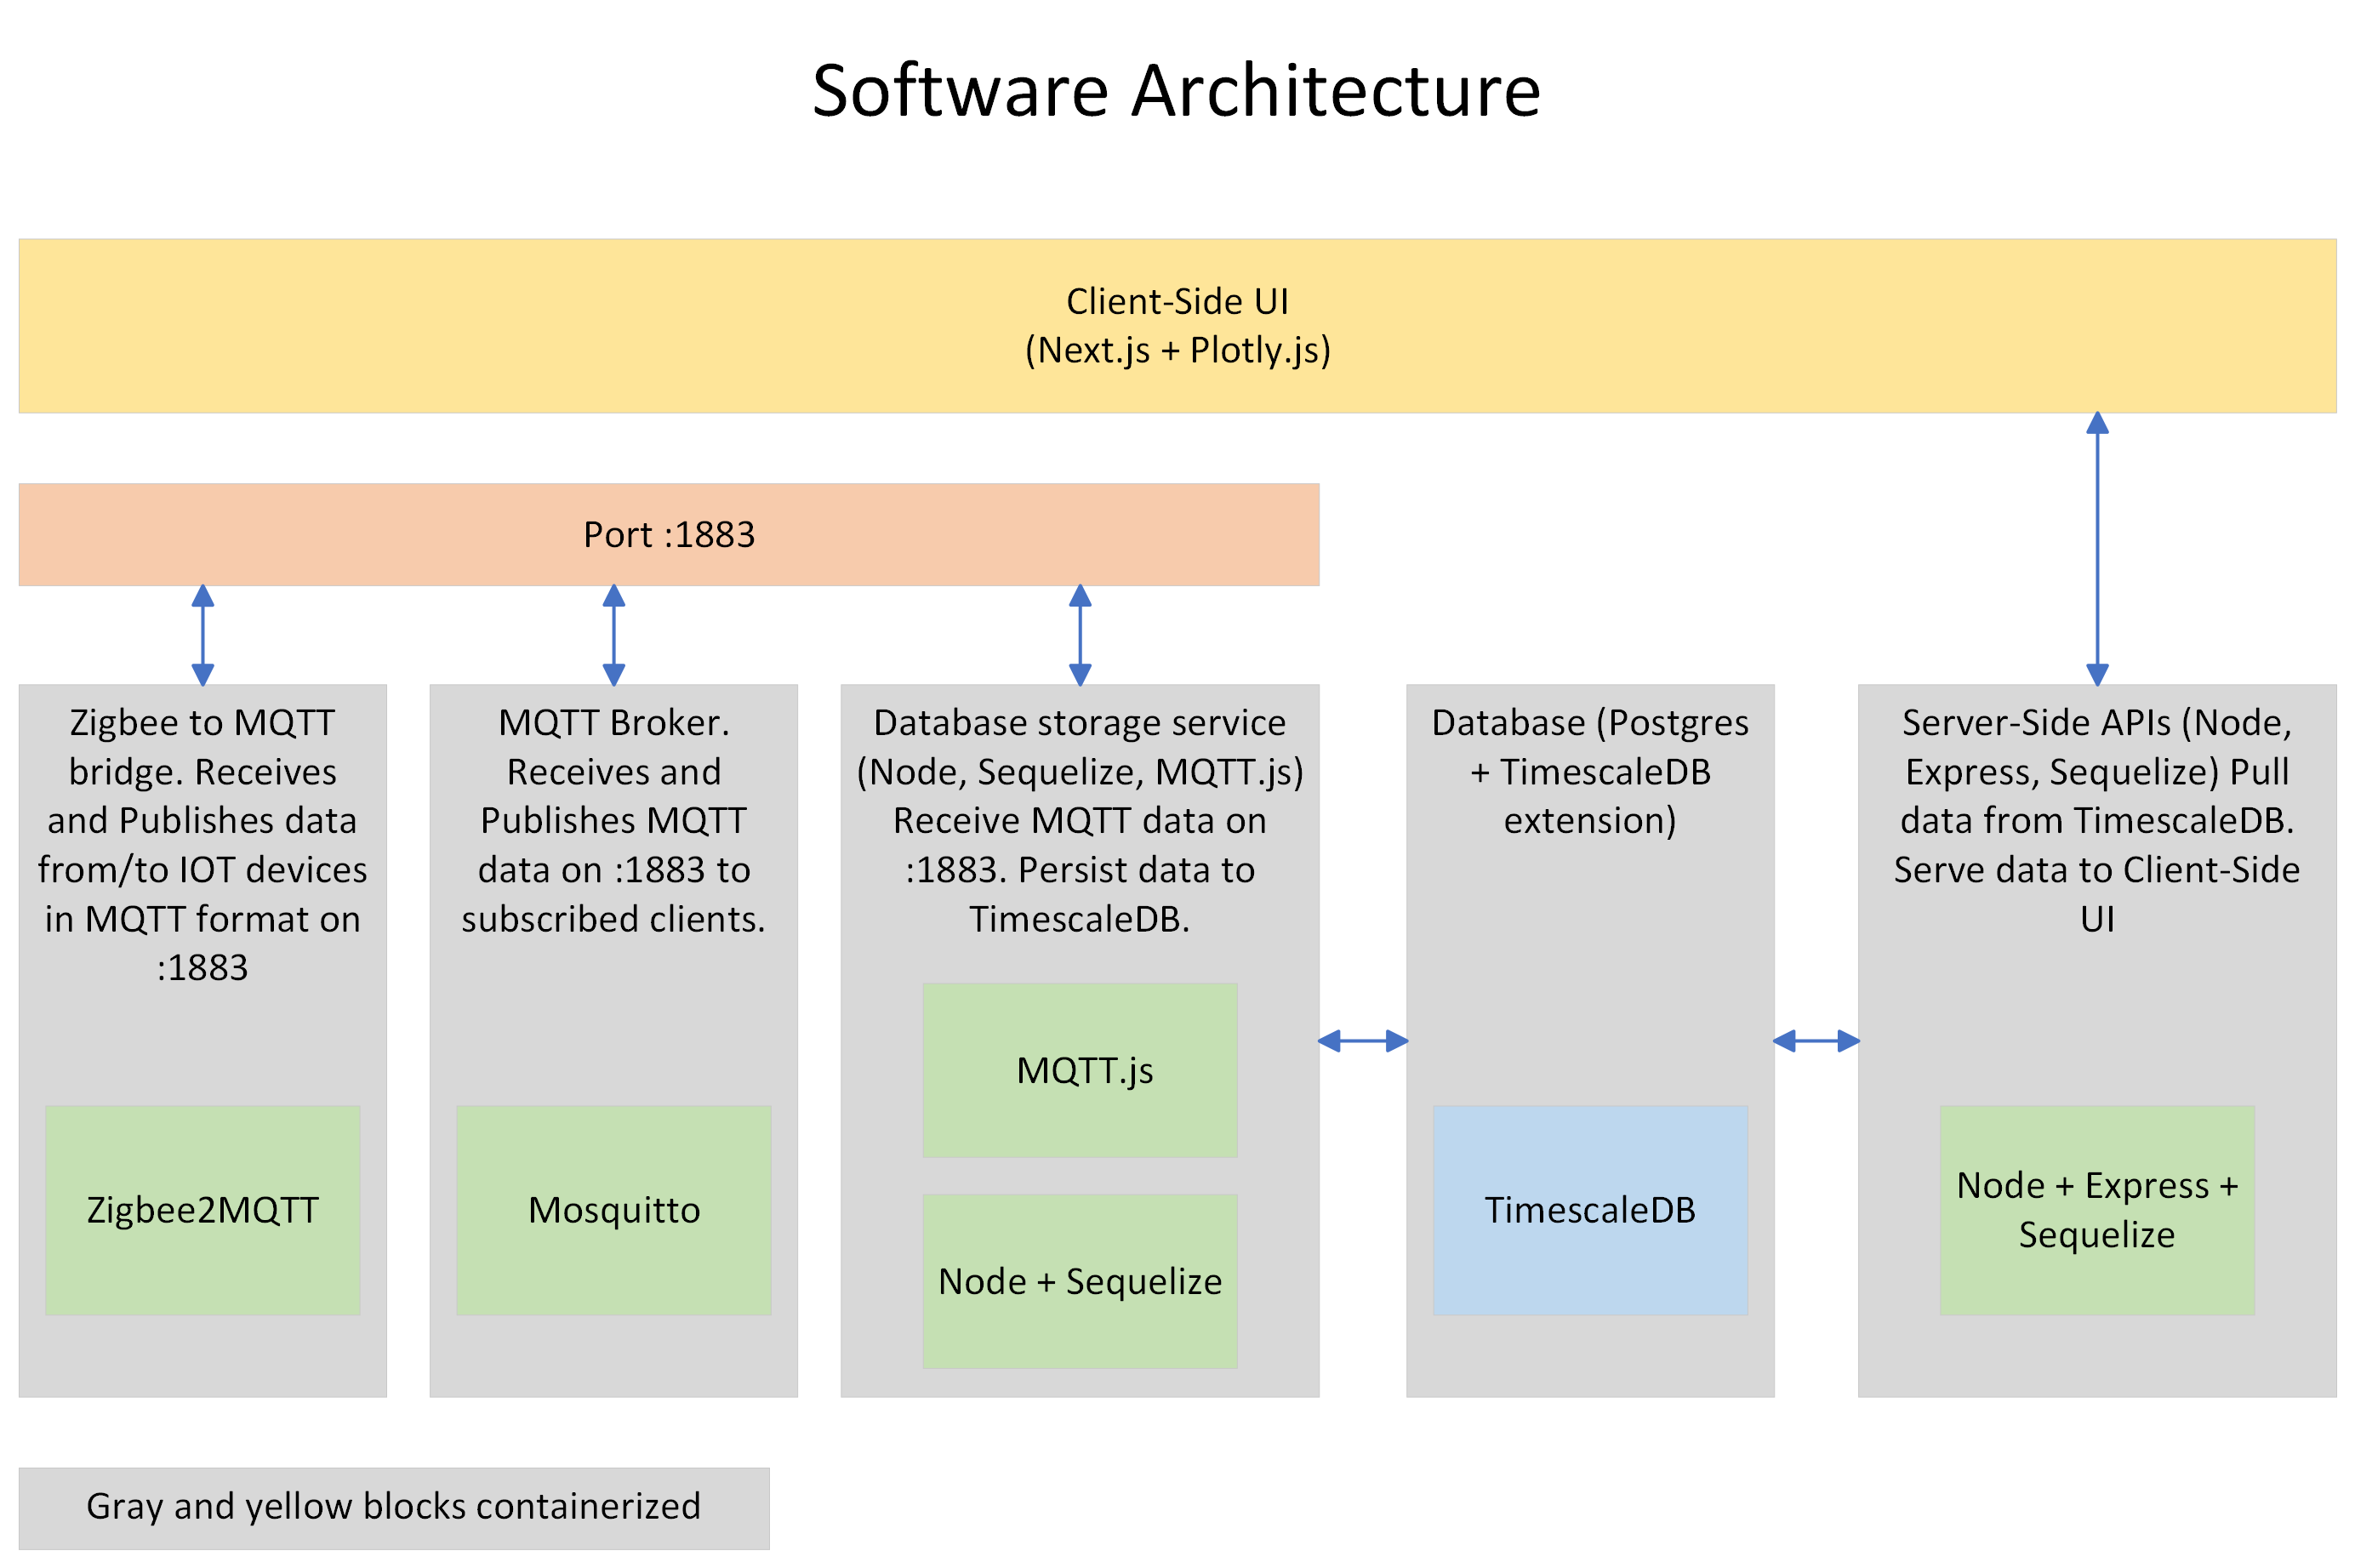 Software Architecture
Client-Side UI
(Next.js + Plotly.js)
Port :1883
Zigbee to MQTT
bridge. Receives
and Publishes data
from/to IOT devices
in MQTT format on
:1883
Zigbee2MQTT
MQTT Broker.
Receives and
Publishes MQTT
data on :1883 to
subscribed clients.
Mosquitto
Database storage service
(Node, Sequelize, MQTT.js)
Receive MQTT data on
:1883. Persist data to
TimescaleDB.
MQTT.js
Node + Sequelize
Database (Postgres
+ TimescaleDB
extension)
TimescaleDB
Server-Side APIs (Node,
Express, Sequelize) Pull
data from TimescaleDB.
Serve data to Client-Side
UI
Node + Express +
Sequelize
Gray and yellow blocks containerized